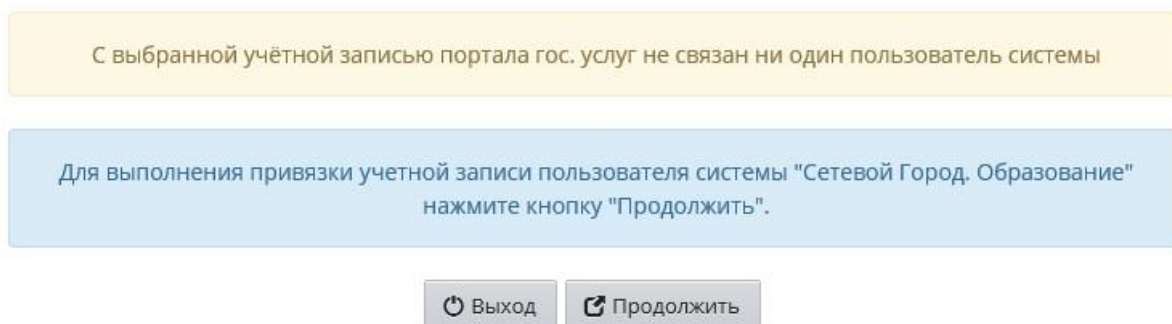 С выбранной учётной записью портала гос. услуг не связан ни один пользователь системы
Для выполнения привязки учетной записи пользователя системы "Сетевой Город. Образование"
нажмите кнопку "Продолжить".
Выход
Продолжить